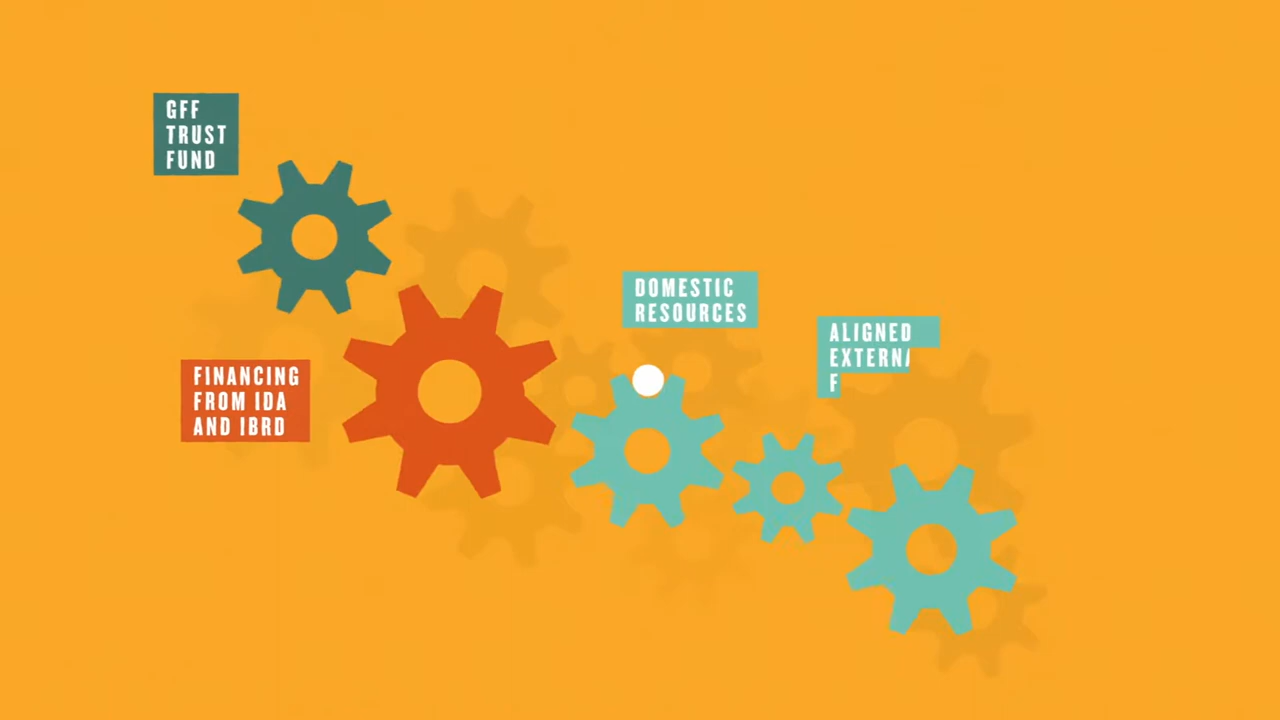 GFF
TRUST
FUND
FINANCING
FROM IDA
AND IBRD
DOMESTIC
RESOURCES
ALIGNED